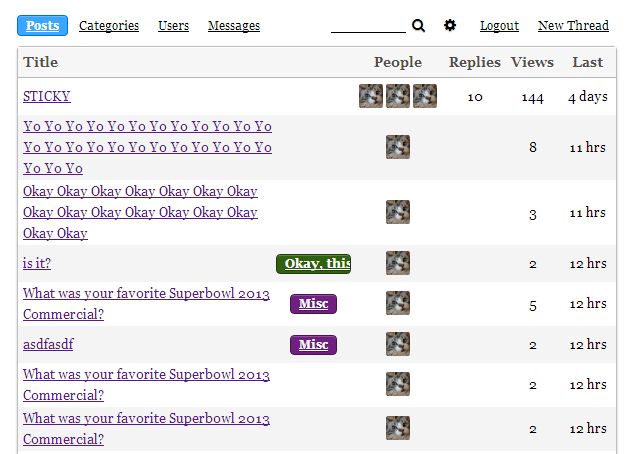 Posts Categories Users Messages Logout New Thread
Title People Replies Views Last
STICKY 10 144 4 days
Yo Yo Yo Yo Yo Yo Yo Yo Yo Yo Yo Yo
Yo Yo Yo Yo Yo Yo Yo Yo Yo Yo Yo Yo 8 11 hrs
Yo Yo Yo
Okay Okay Okay Okay Okay Okay Okay
Okay Okay Okay Okay Okay Okay Okay 3 11 hrs
Okay Okay
is it? Okay, this 2 12 hrs
What was your favorite Superbowl 2013
Commercial? Misc 5 12 hrs
asdfasdf Misc 2 12 hrs
What was your favorite Superbowl 2013
Commercial? 2 12 hrs
What was your favorite Superbowl 2013
Commercial? 2 12 hrs